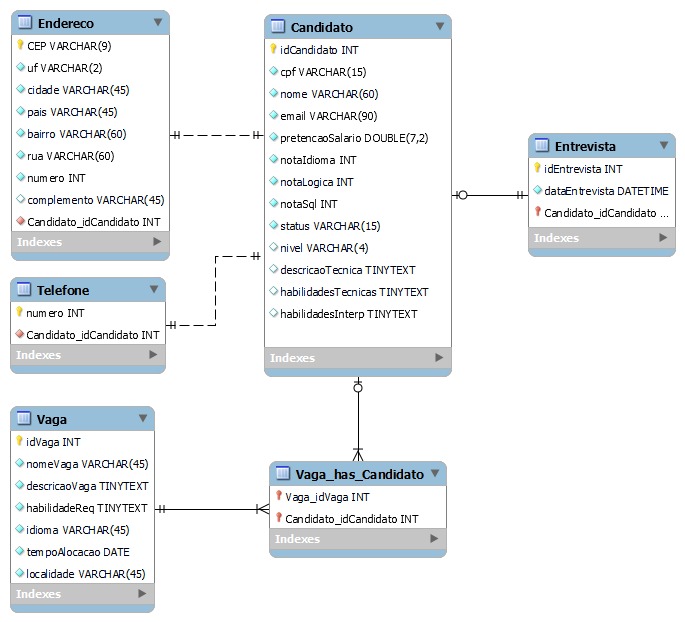 Endereco
CEP VARCHAR(9)
uf VARCHAR(2)
cidade VARCHAR(45)
pais VARCHAR(45)
bairro VARCHAR(60)
rua VARCHAR(60)
numero INT
complemento VARCHAR(45)
Candidato_idCandidato INT
Indexes
Telefone
numero INT
Candidato_idCandidato INT
Indexes
Vaga
idVaga INT
nomeVaga VARCHAR(45)
descricaoVaga TINYTEXT
habilidadeReq TINYTEXT
idioma VARCHAR(45)
tempoAlocacao DATE
localidade VARCHAR(45)
Indexes
Candidato
idCandidato INT
cpf VARCHAR(15)
nome VARCHAR(60)
email VARCHAR(90)
pretencaoSalario DOUBLE(7,2)
notaIdioma INT
notaLogica INT
notaSql INT
status VARCHAR(15)
nivel VARCHAR(4)
descricaoTecnica TINYTEXT
habilidadesTecnicas TINYTEXT
habilidadesInterp TINYTEXT
Indexes
Vaga_has_Candidato
Vaga_idVaga INT
Candidato_idCandidato INT
Indexes
Entrevista
idEntrevista INT
dataEntrevista DATETIME
Candidato_idCandidato ...
Indexes